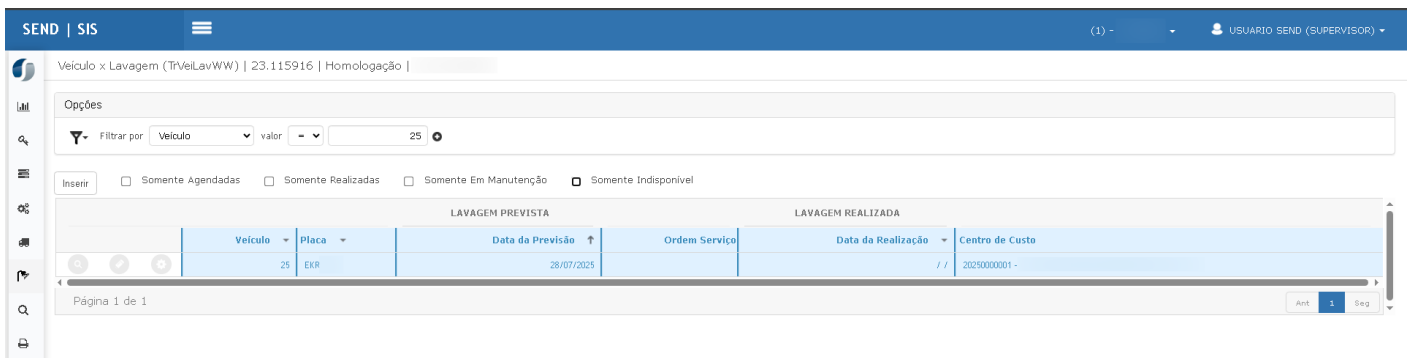 SEND | SIS
(1) -
USUARIO SEND (SUPERVISOR)
Veículo x Lavagem (TrVeiLavWW) | 23.115916 | Homologação |
Opções
Filtrar por Veículo valor = 25
Inserir Somente Agendadas Somente Realizadas Somente Em Manutenção Somente Indisponível
LAVAGEM PREVISTA LAVAGEM REALIZADA
Veículo Placa Data da Previsão Ordem Serviço Data da Realização Centro de Custo
25 EKR 28/07/2025 / / 20250000001 -
Página 1 de 1
Ant 1 Seg